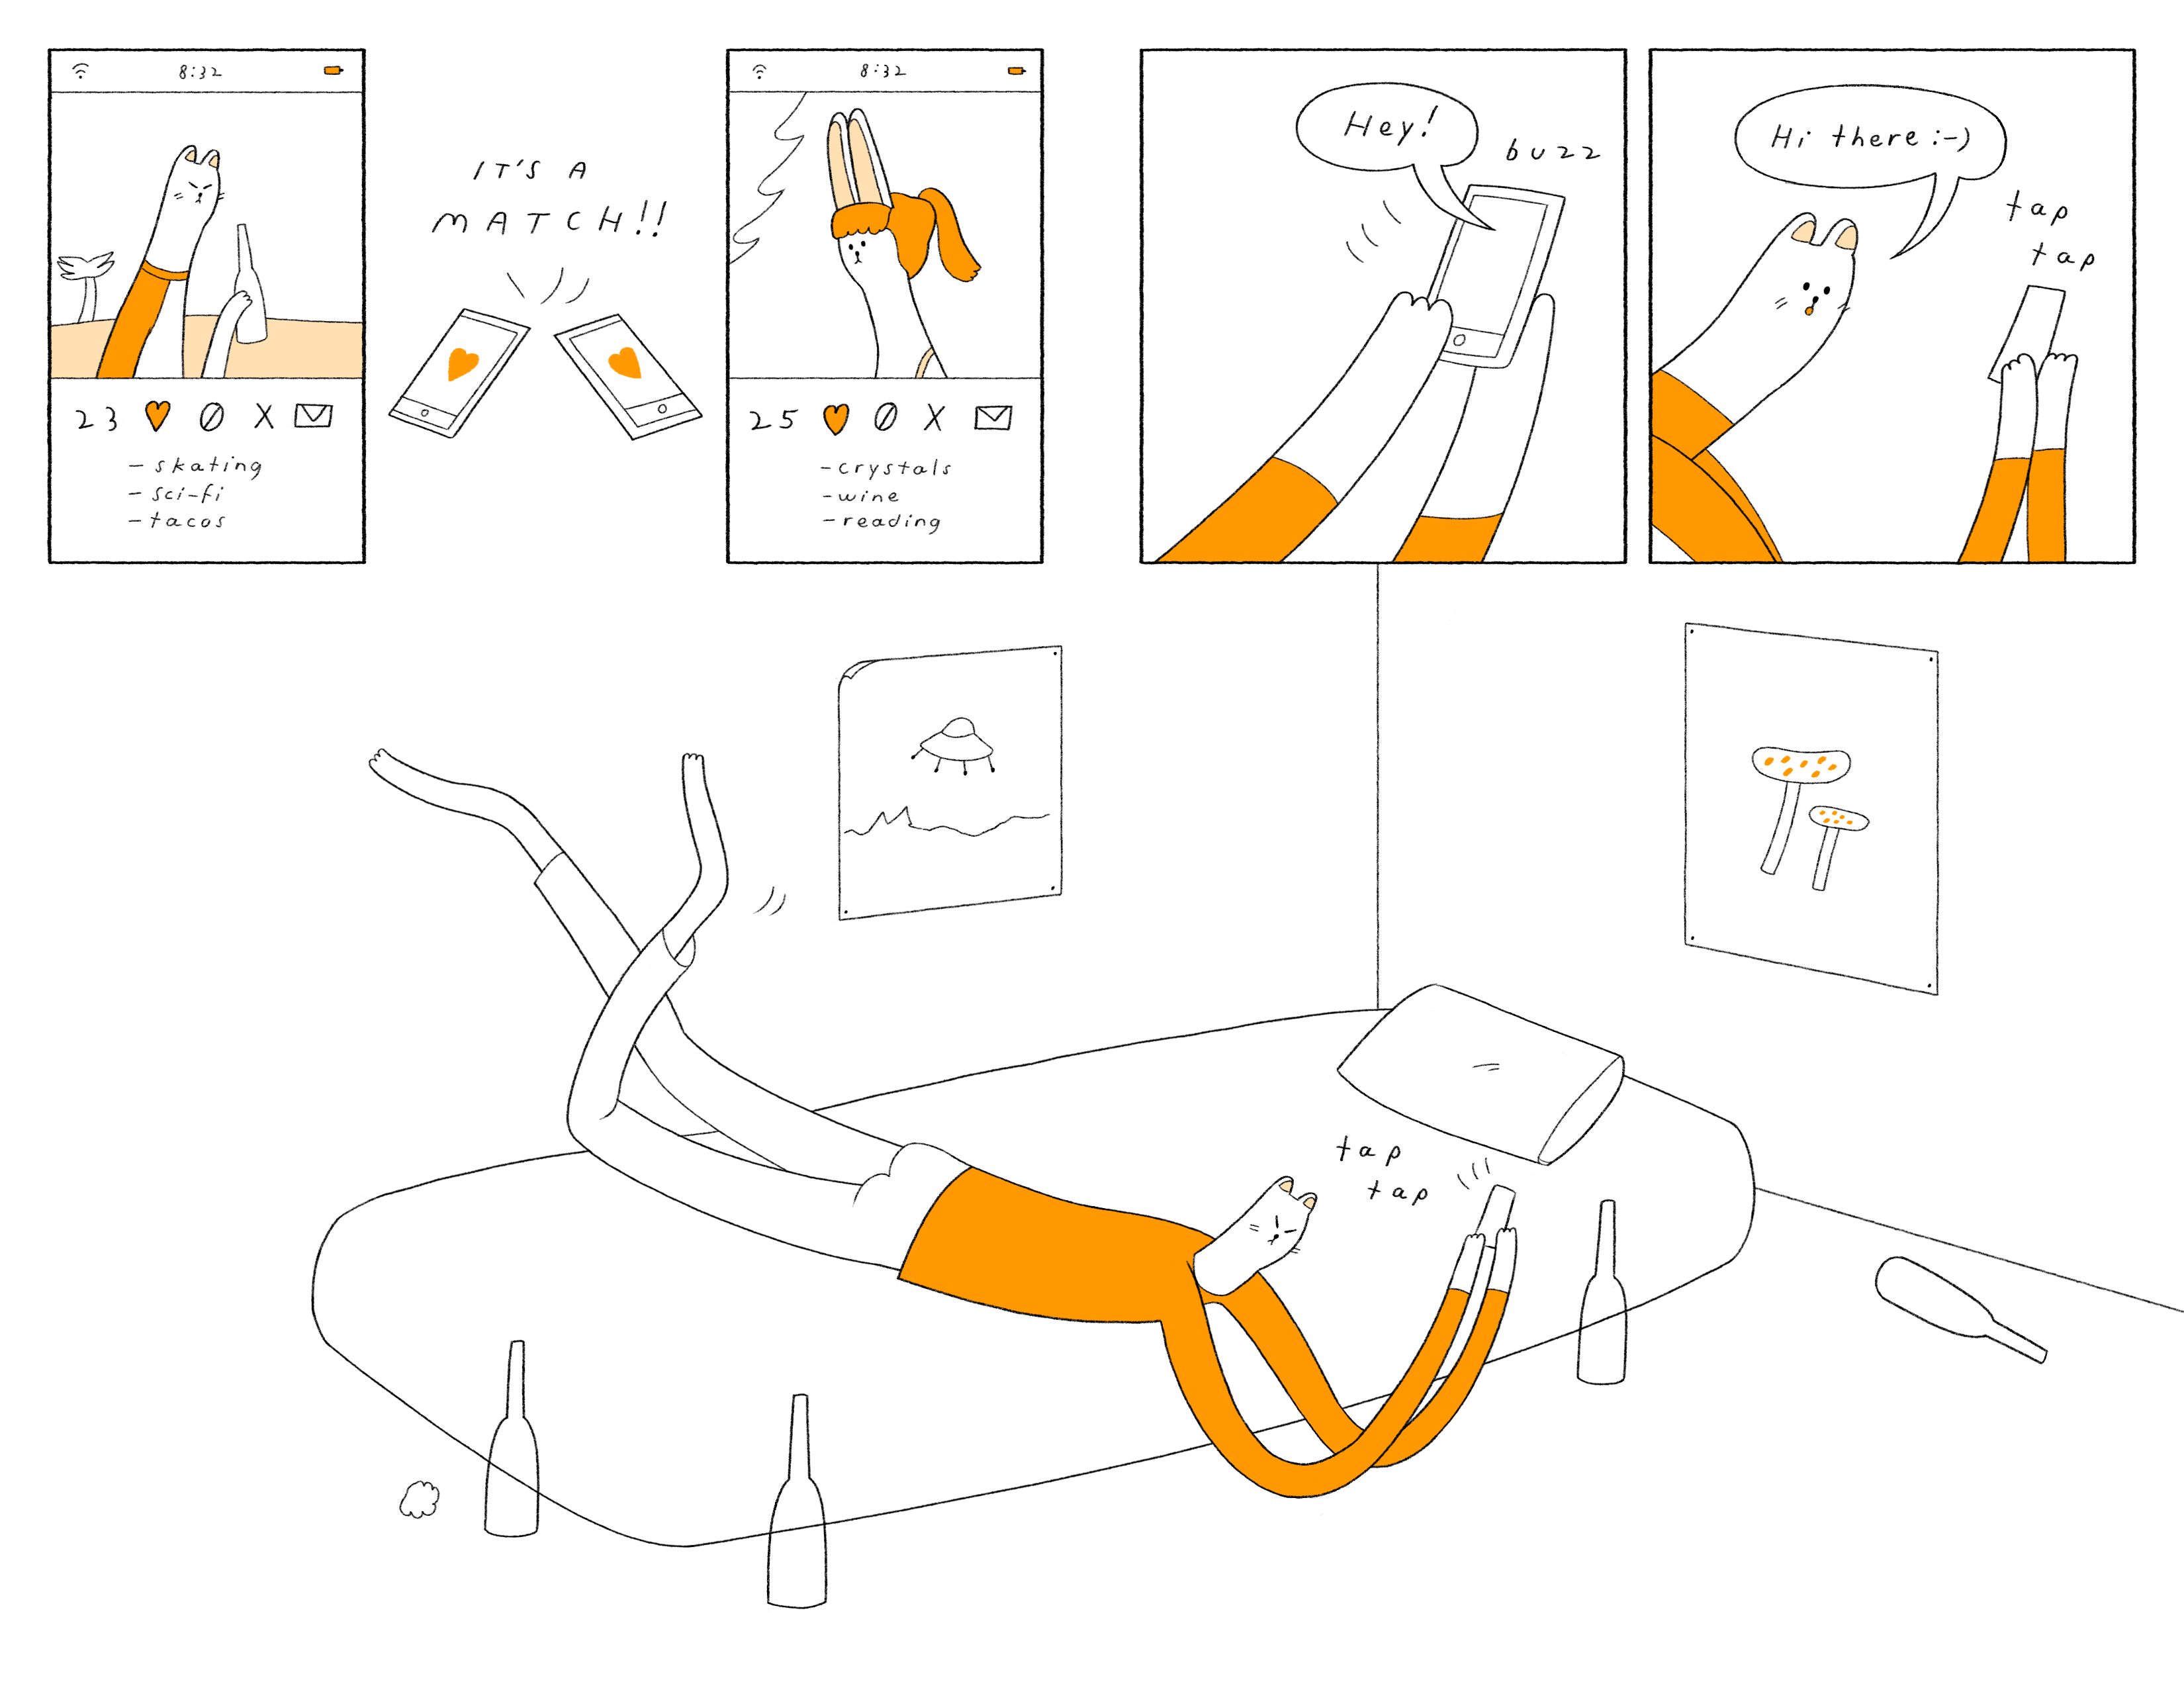 8:32
23
- skating
- sci-fi
- tacos
IT'S A
MATCH!!
8:32
25
- crystals
- wine
- reading
Hey!
buzz
Hi there :-)
tap
tap
tap
tap